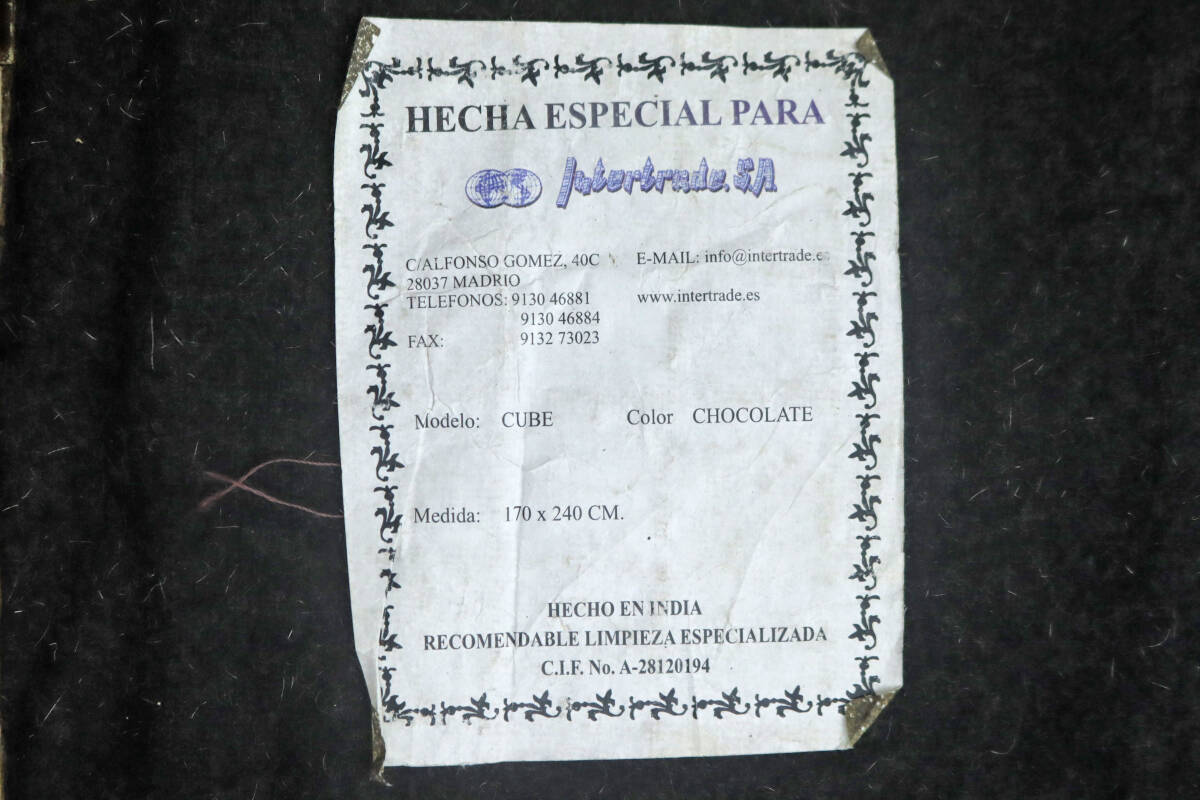 HECHA ESPECIAL PARA
Intertrade. S.A.
C/ALFONSO GOMEZ, 40C
28037 MADRIO
TELEFONOS: 9130 46881
9130 46884
FAX: 9132 73023
E-MAIL: info@intertrade.es
www.intertrade.es
Modelo: CUBE Color CHOCOLATE
Medida: 170 x 240 CM.
HECHO EN INDIA
RECOMENDABLE LIMPIEZA ESPECIALIZADA
C.I.F. No. A-28120194